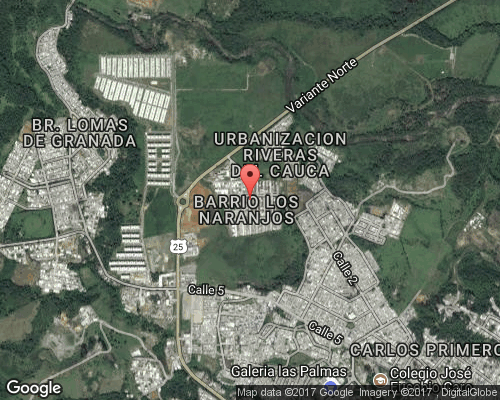 Variante Norte
BR. LOMAS
DE GRANADA
URBANIZACION
RIVERAS
DEL CAUCA
BARRIO LOS
NARANJOS
25
Calle 2
Calle 5
Calle 5
CARLOS PRIMERO
Galeria las Palmas
Colegio José
Google
Map data ©2017 Google Imagery ©2017 , DigitalGlobe